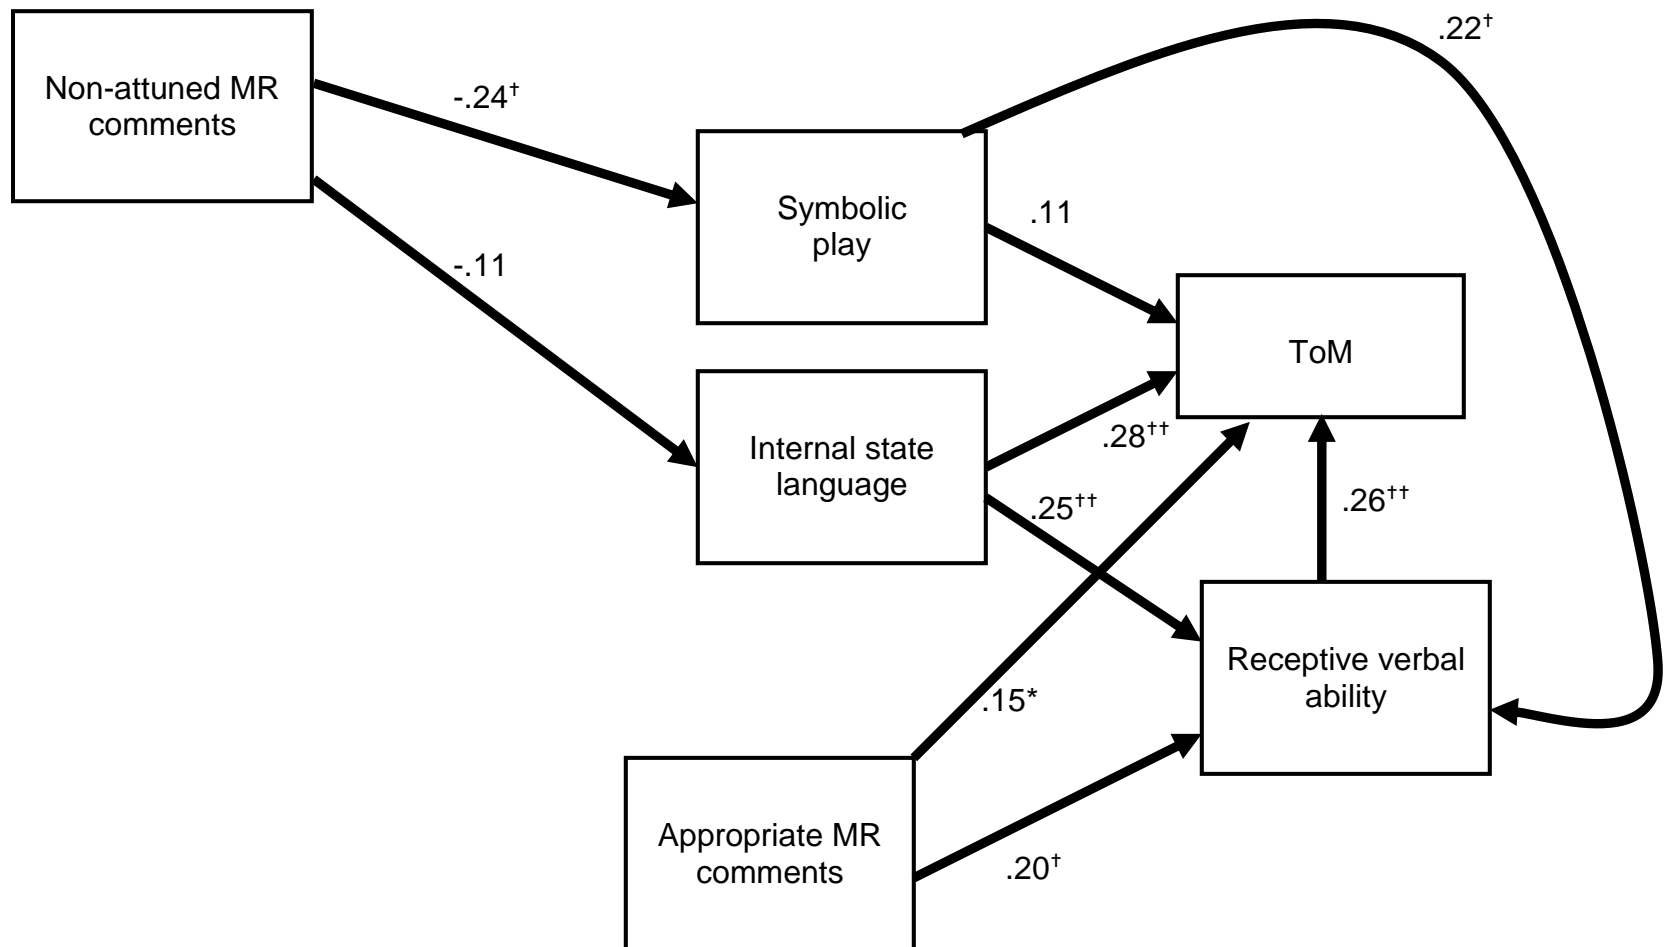 .22†
Non-attuned MR
comments
-.24†
Symbolic
play
.11
-.11
ToM
Internal state
language
.28††
.25††
.26††
Receptive verbal
ability
.15*
Appropriate MR
comments
.20†